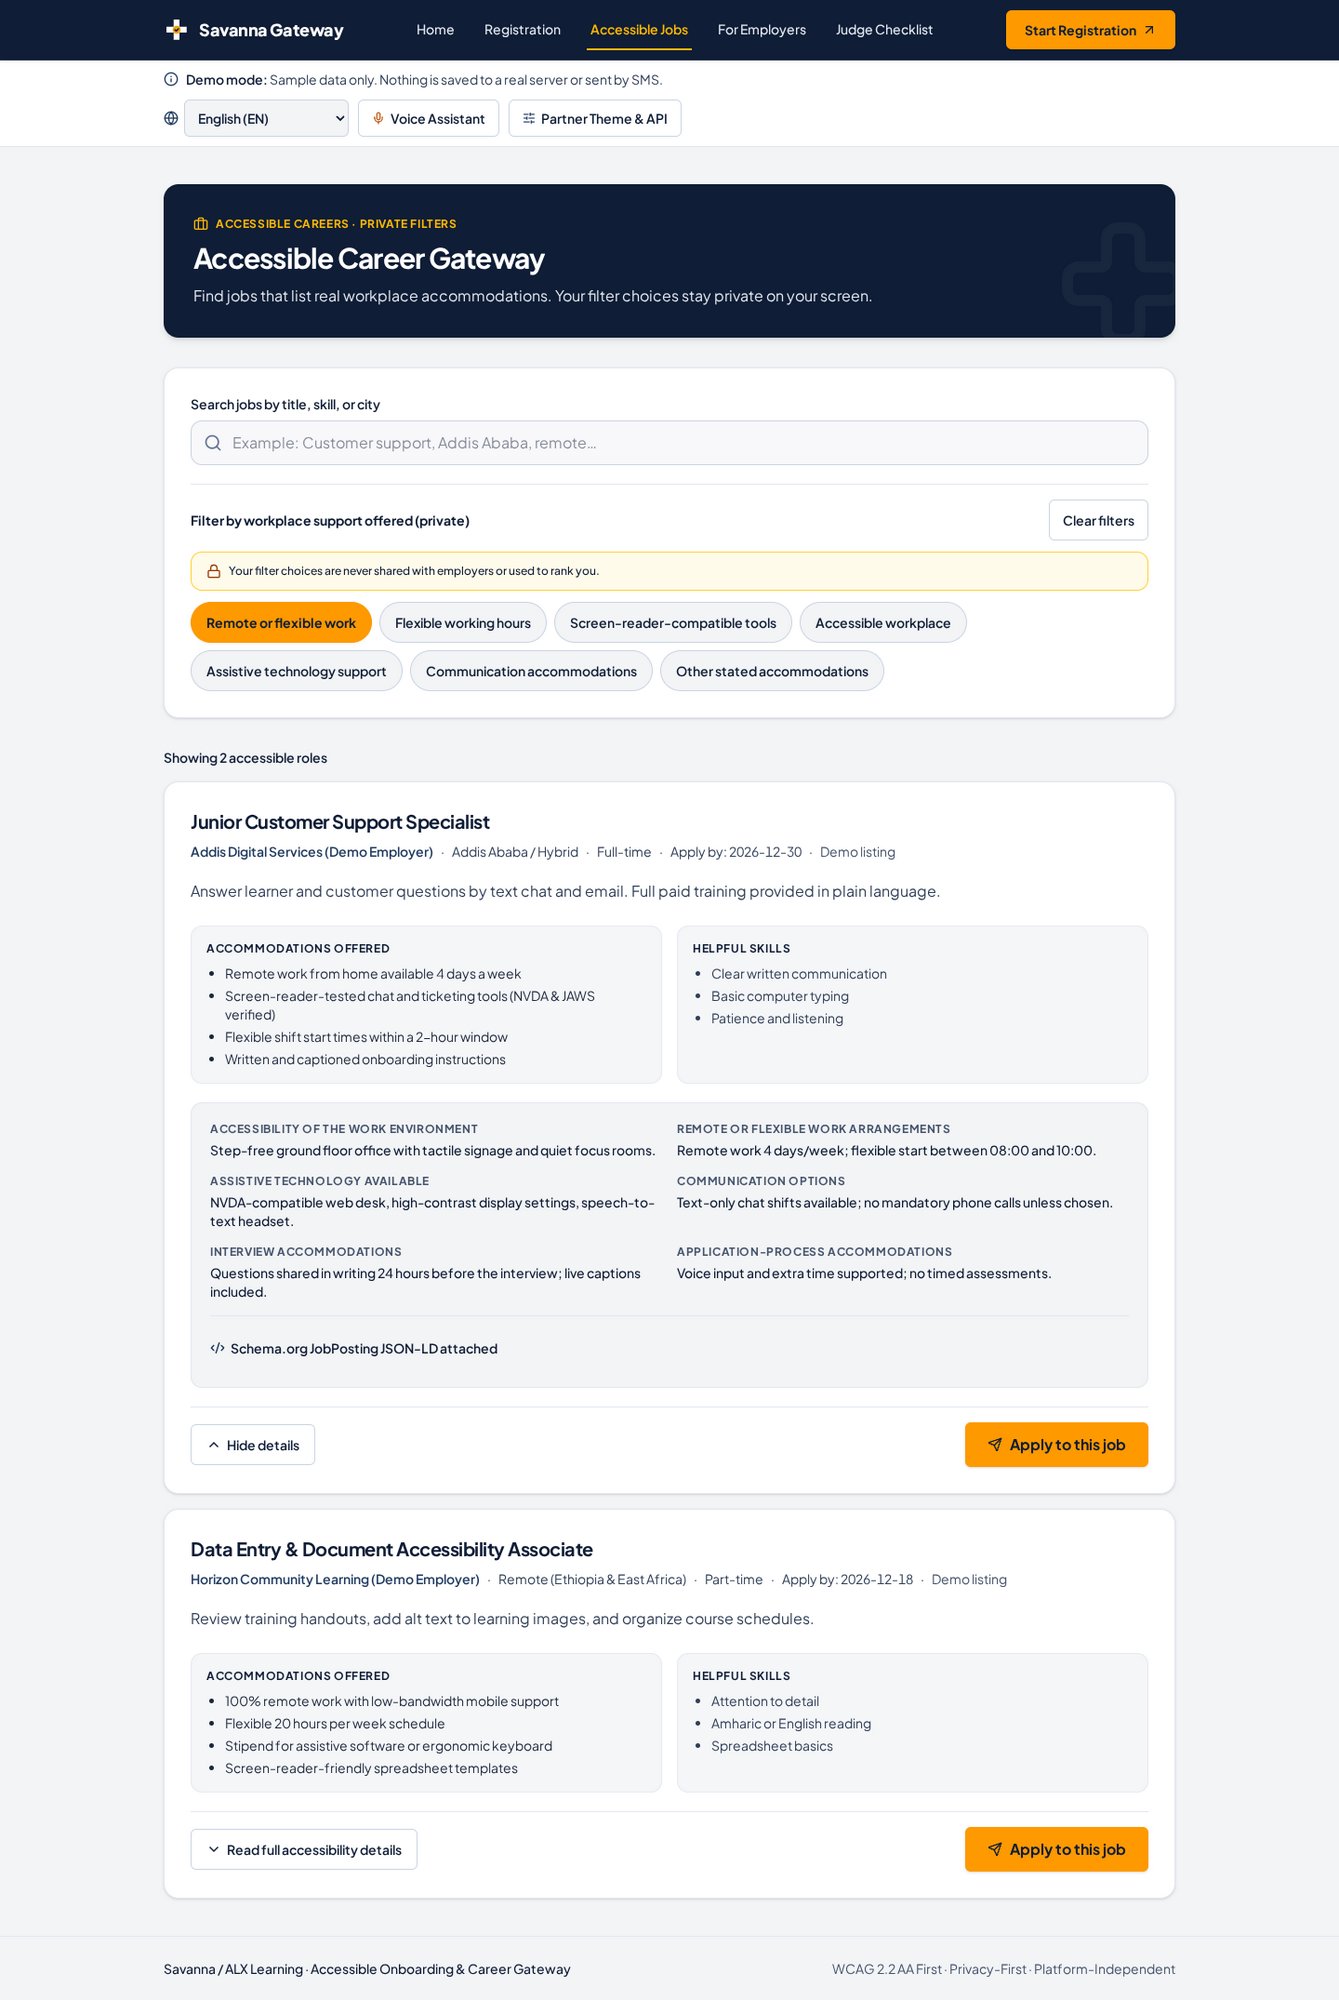 Savanna Gateway
Home
Registration
Accessible Jobs
For Employers
Judge Checklist
Start Registration
Demo mode: Sample data only. Nothing is saved to a real server or sent by SMS.
English (EN)
Voice Assistant
Partner Theme & API
ACCESSIBLE CAREERS · PRIVATE FILTERS
Accessible Career Gateway
Find jobs that list real workplace accommodations. Your filter choices stay private on your screen.
Search jobs by title, skill, or city
Example: Customer support, Addis Ababa, remote...
Filter by workplace support offered (private)
Clear filters
Your filter choices are never shared with employers or used to rank you.
Remote or flexible work
Flexible working hours
Screen-reader-compatible tools
Accessible workplace
Assistive technology support
Communication accommodations
Other stated accommodations
Showing 2 accessible roles
Junior Customer Support Specialist
Addis Digital Services (Demo Employer) · Addis Ababa / Hybrid · Full-time · Apply by: 2026-12-30 · Demo listing
Answer learner and customer questions by text chat and email. Full paid training provided in plain language.
ACCOMMODATIONS OFFERED
• Remote work from home available 4 days a week
• Screen-reader-tested chat and ticketing tools (NVDA & JAWS
verified)
• Flexible shift start times within a 2-hour window
• Written and captioned onboarding instructions
HELPFUL SKILLS
• Clear written communication
• Basic computer typing
• Patience and listening
ACCESSIBILITY OF THE WORK ENVIRONMENT
Step-free ground floor office with tactile signage and quiet focus rooms.
REMOTE OR FLEXIBLE WORK ARRANGEMENTS
Remote work 4 days/week; flexible start between 08:00 and 10:00.
ASSISTIVE TECHNOLOGY AVAILABLE
NVDA-compatible web desk, high-contrast display settings, speech-to-
text headset.
COMMUNICATION OPTIONS
Text-only chat shifts available; no mandatory phone calls unless chosen.
INTERVIEW ACCOMMODATIONS
Questions shared in writing 24 hours before the interview; live captions
included.
APPLICATION-PROCESS ACCOMMODATIONS
Voice input and extra time supported; no timed assessments.
Schema.org JobPosting JSON-LD attached
Hide details
Apply to this job
Data Entry & Document Accessibility Associate
Horizon Community Learning (Demo Employer) · Remote (Ethiopia & East Africa) · Part-time · Apply by: 2026-12-18 · Demo listing
Review training handouts, add alt text to learning images, and organize course schedules.
ACCOMMODATIONS OFFERED
• 100% remote work with low-bandwidth mobile support
• Flexible 20 hours per week schedule
• Stipend for assistive software or ergonomic keyboard
• Screen-reader-friendly spreadsheet templates
HELPFUL SKILLS
• Attention to detail
• Amharic or English reading
• Spreadsheet basics
Read full accessibility details
Apply to this job
Savanna / ALX Learning · Accessible Onboarding & Career Gateway
WCAG 2.2 AA First · Privacy-First · Platform-Independent